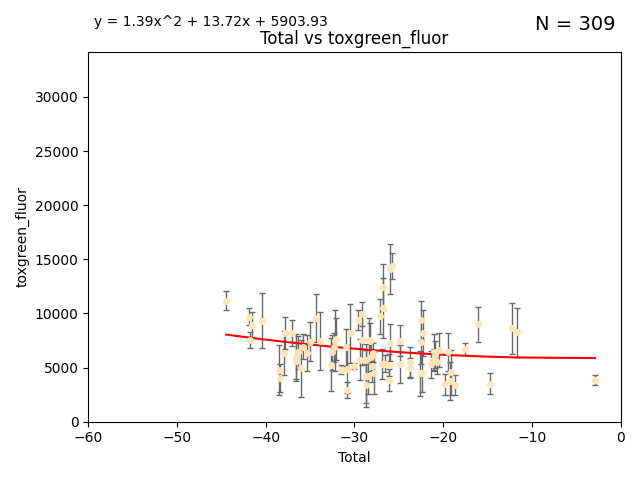 y = 1.39x^2 + 13.72x + 5903.93
N = 309
Total vs toxgreen_fluor
30000
25000
20000
15000
10000
5000
0
toxgreen_fluor
−60
−50
−40
−30
−20
−10
0
Total